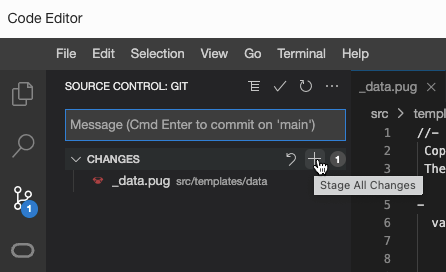 Code Editor
File Edit Selection View Go Terminal Help
SOURCE CONTROL: GIT
_data.pug
src > templ
Message (Cmd Enter to commit on 'main')
1 //-
2 Cop
3 The
CHANGES 1
_data.pug src/templates/data
Stage All Changes
5 -
6 va
7
8
1